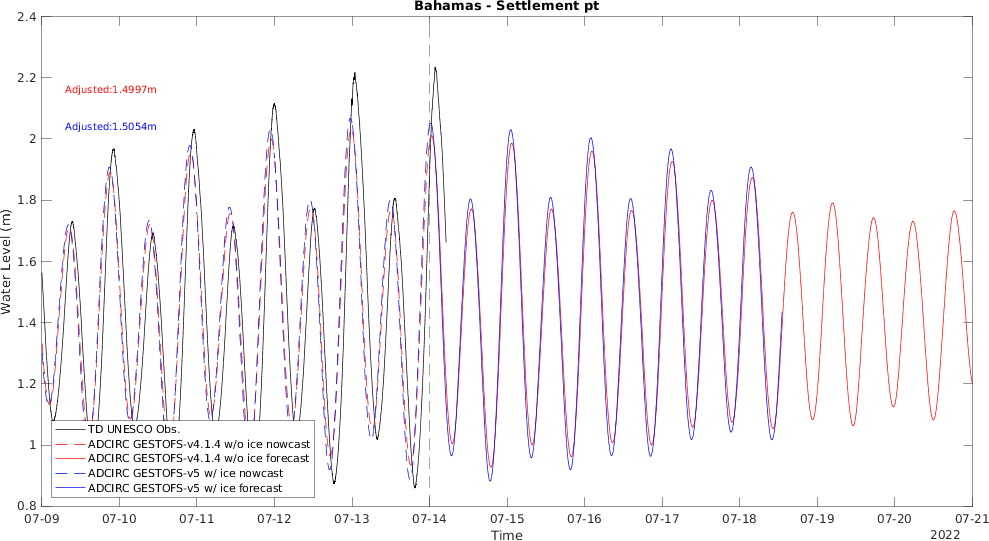 Bahamas - Settlement pt
2.4
2.2
2
1.8
1.6
1.4
1.2
1
0.8
Water Level (m)
Adjusted:1.4997m
Adjusted:1.5054m
TD UNESCO Obs.
ADCIRC GESTOFS-v4.1.4 w/o ice nowcast
ADCIRC GESTOFS-v4.1.4 w/o ice forecast
ADCIRC GESTOFS-v5 w/ ice nowcast
ADCIRC GESTOFS-v5 w/ ice forecast
07-09 07-10 07-11 07-12 07-13 07-14 07-15 07-16 07-17 07-18 07-19 07-20 07-21
Time
2022